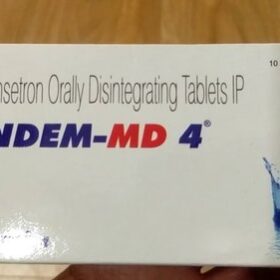 nsetron Orally Disintegrating Tablets IP
10
NDEM-MD 4®